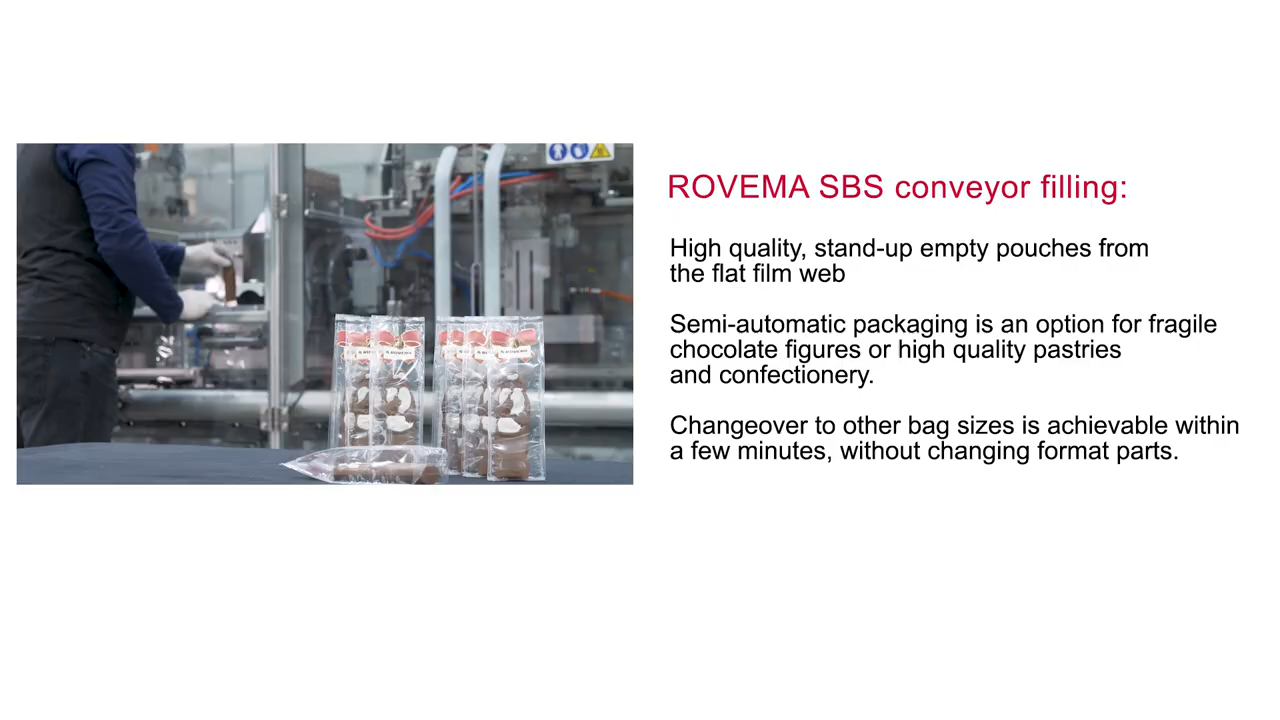 ROVEMA SBS conveyor filling:
High quality, stand-up empty pouches from
the flat film web
Semi-automatic packaging is an option for fragile
chocolate figures or high quality pastries
and confectionery.
Changeover to other bag sizes is achievable within
a few minutes, without changing format parts.